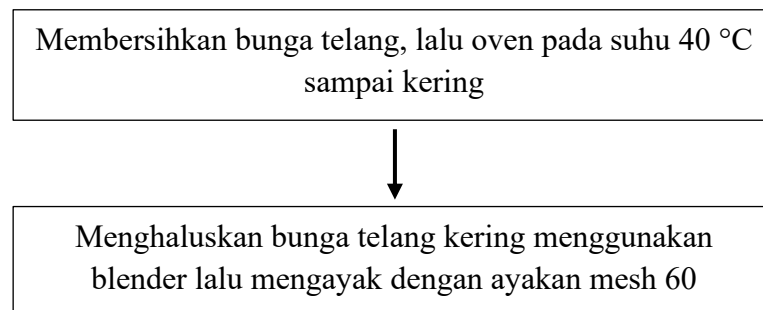 Membersihkan bunga telang, lalu oven pada suhu 40 °C
sampai kering
Menghaluskan bunga telang kering menggunakan
blender lalu mengayak dengan ayakan mesh 60